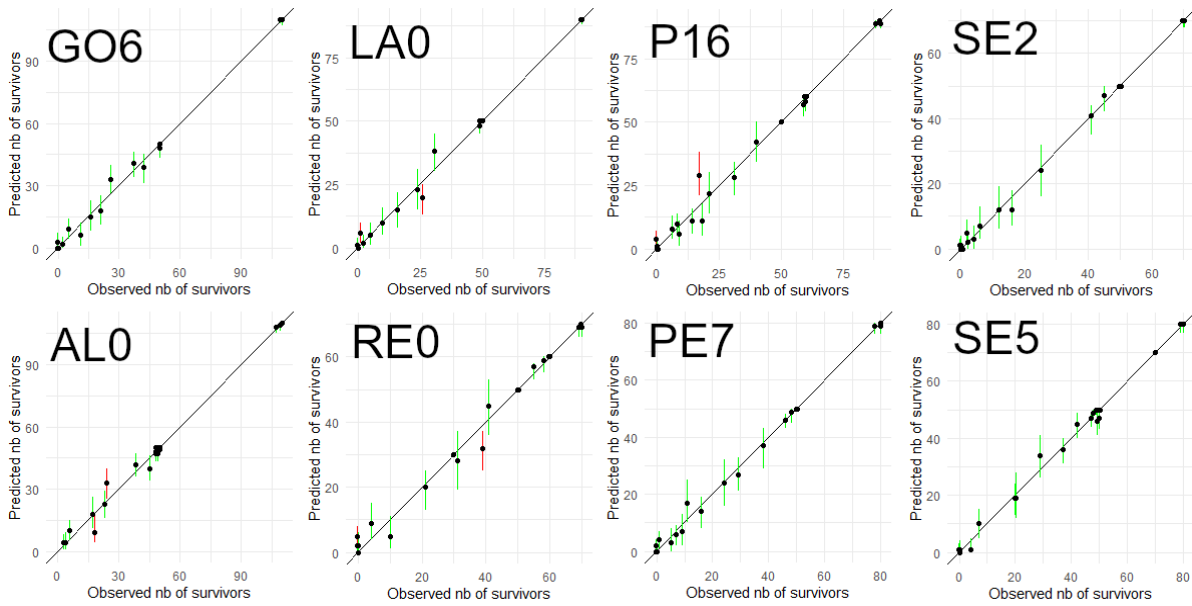 GO6
Predicted nb of survivors
90
60
30
0
0 30 60 90
Observed nb of survivors
LA0
Predicted nb of survivors
75
50
25
0
0 25 50 75
Observed nb of survivors
P16
Predicted nb of survivors
75
50
25
0
0 25 50 75
Observed nb of survivors
SE2
Predicted nb of survivors
60
40
20
0
0 20 40 60
Observed nb of survivors
AL0
Predicted nb of survivors
90
60
30
0
0 30 60 90
Observed nb of survivors
RE0
Predicted nb of survivors
60
40
20
0
0 20 40 60
Observed nb of survivors
PE7
Predicted nb of survivors
80
60
40
20
0
0 20 40 60 80
Observed nb of survivors
SE5
Predicted nb of survivors
80
60
40
20
0
0 20 40 60 80
Observed nb of survivors